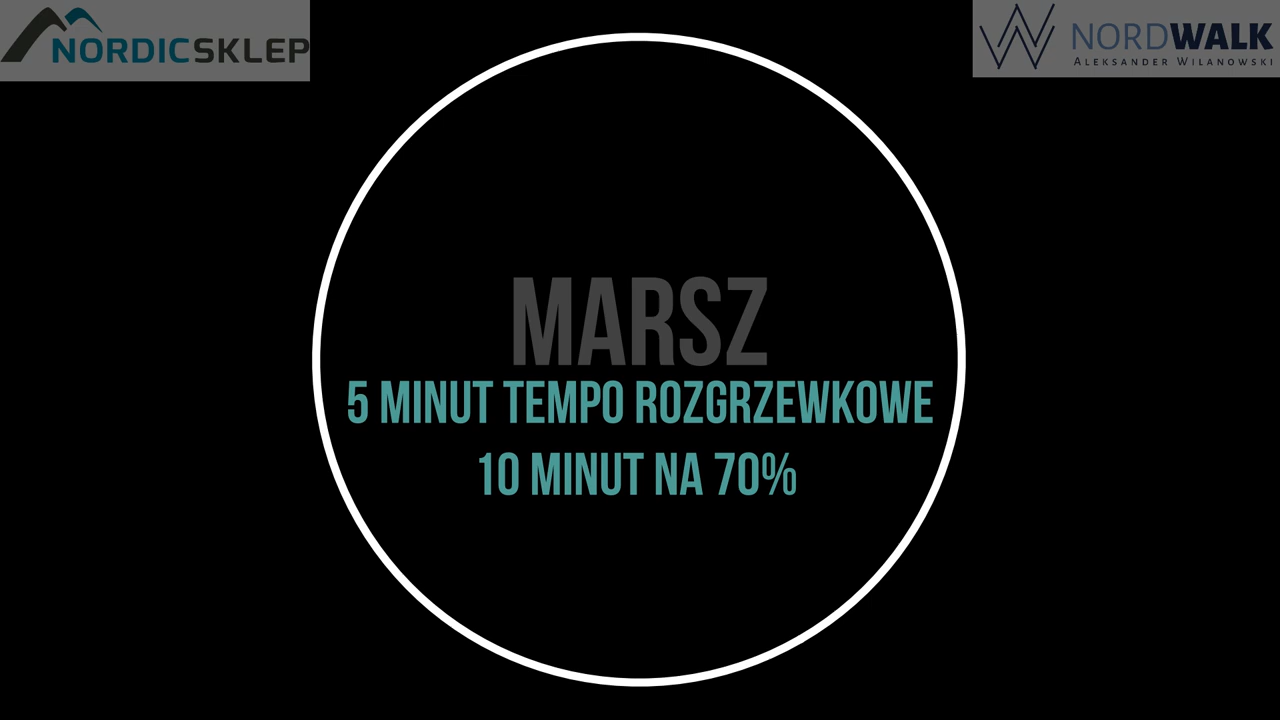 NORDICSKLEP
NORDWALK
ALEKSANDER WILANOWSKI
MARSZ
5 MINUT TEMPO ROZGRZEWKOWE
10 MINUT NA 70%